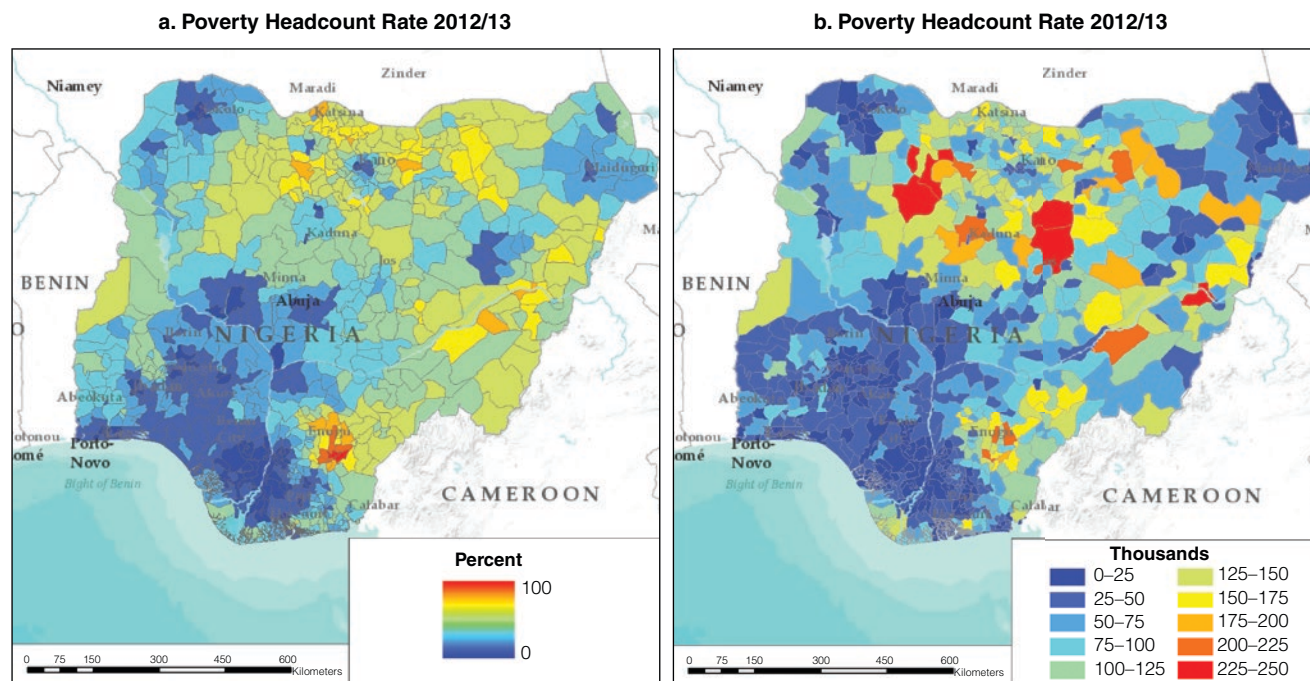 a. Poverty Headcount Rate 2012/13
Zinder
Niamey
Maradi
Katsina
Kano
Kaduna
Jos
Minna
BENIN
Abuja
NIGERIA
Abeokuta
Enugu
Porto-
Novo
Bight of Benin
CAMEROON
Calabar
Percent
100
0
0 75 150 300 450 600
Kilometers
b. Poverty Headcount Rate 2012/13
Zinder
Niamey
Maradi
Katsina
Kano
Kaduna
Minna
BENIN
Abuja
NIGERIA
Abeokuta
Enugu
otonou
Porto-
omé
Novo
Bight of Benin
CAMEROON
Calabar
Thousands
0–25
25–50
50–75
75–100
100–125
125–150
150–175
175–200
200–225
225–250
0 75 150 300 450 600
Kilometers